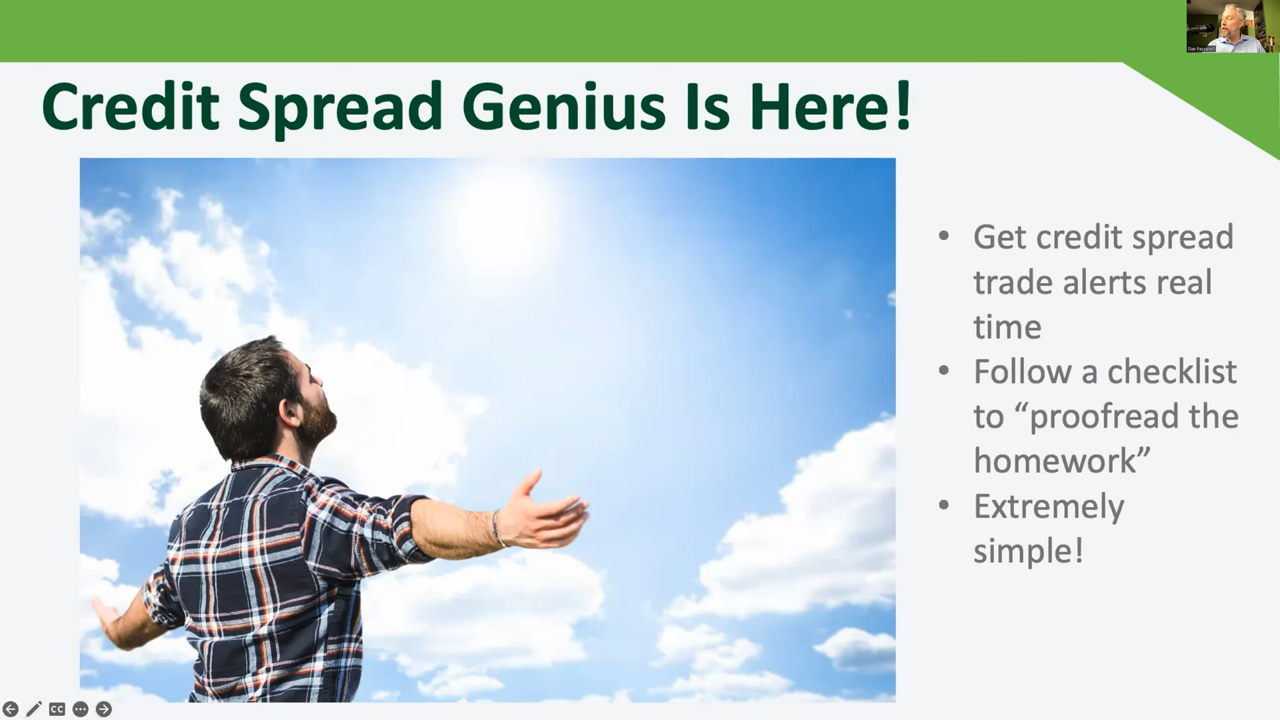 Credit Spread Genius Is Here!
• Get credit spread
trade alerts real
time
• Follow a checklist
to “proofread the
homework”
• Extremely
simple!
CC